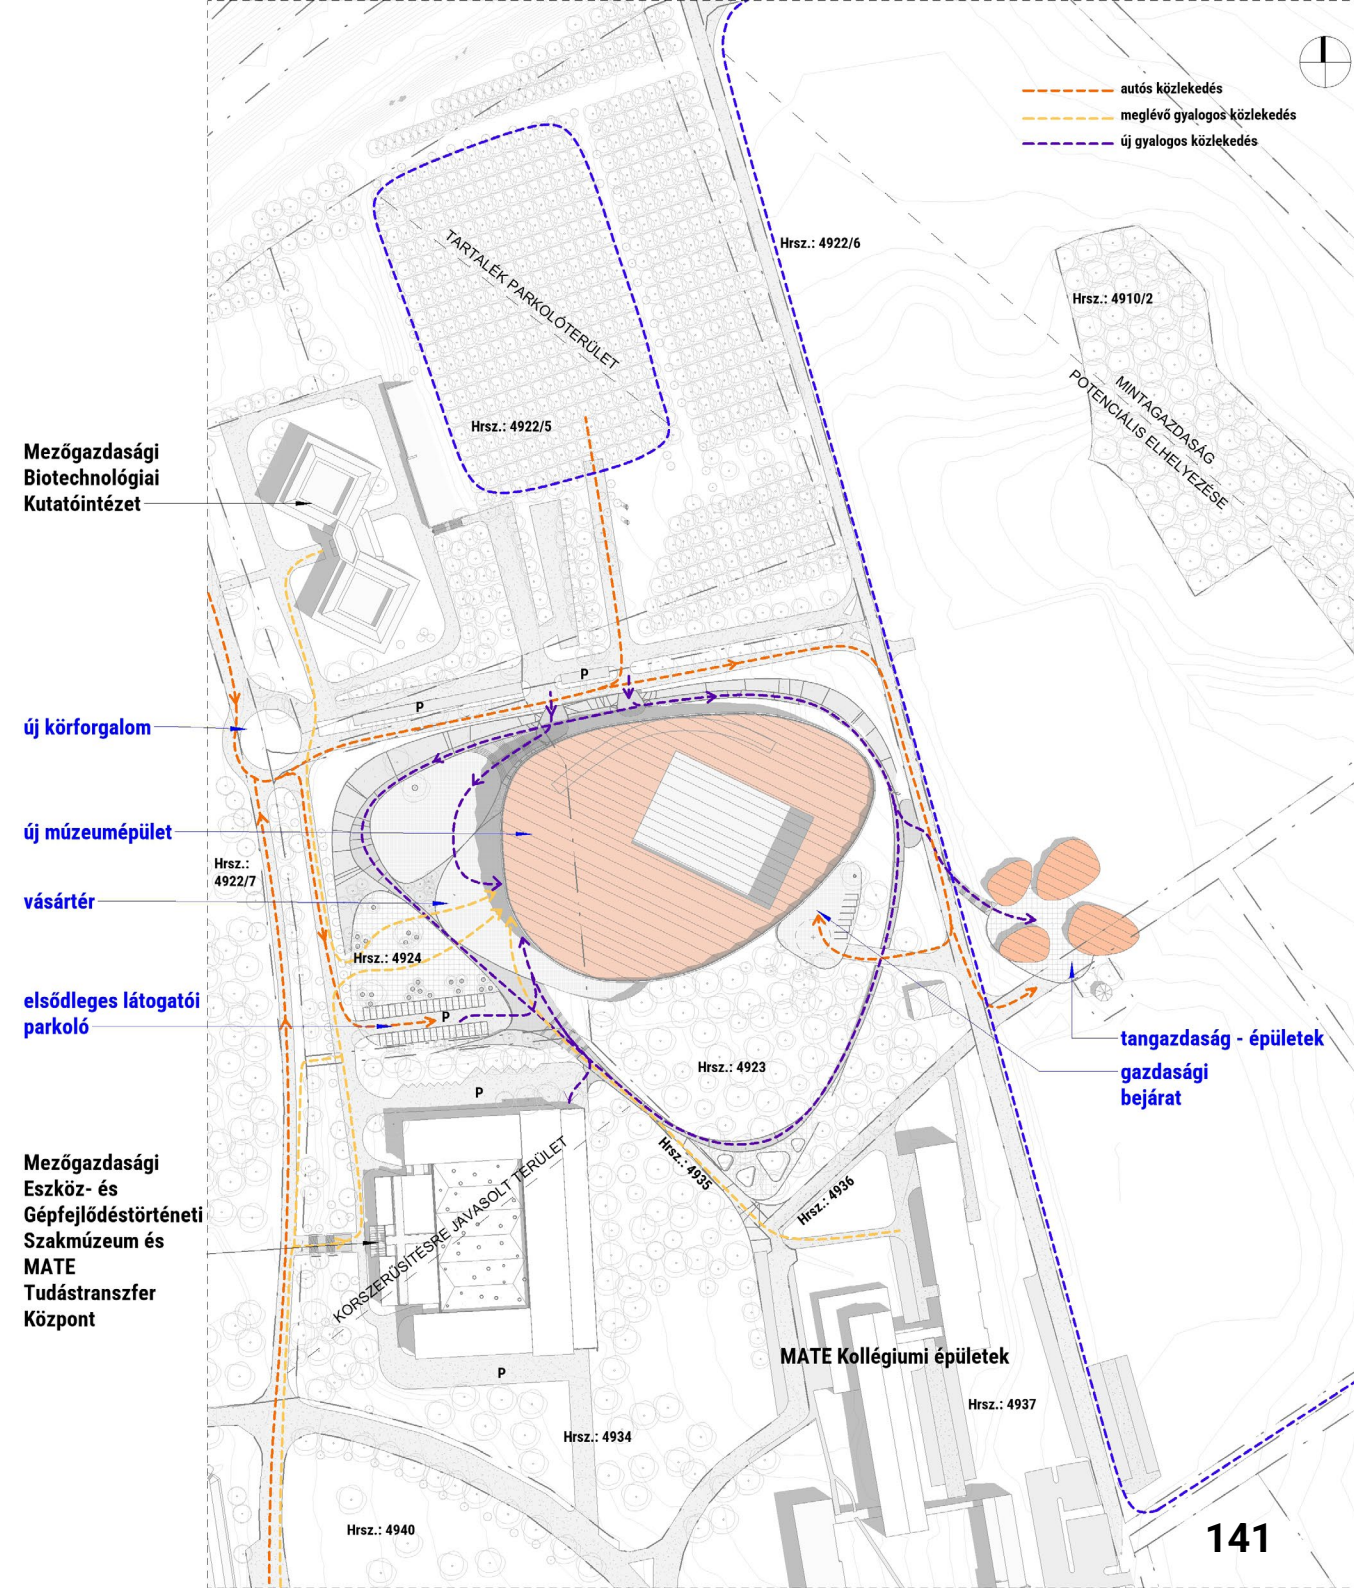 autós közlekedés
meglévő gyalogos közlekedés
új gyalogos közlekedés
Hrsz.: 4922/6
Hrsz.: 4910/2
TARTALÉK PARKOLÓTERÜLET
MINTAGAZDASÁG
POTENCIÁLIS ELHELYEZÉSE
Hrsz.: 4922/5
Mezőgazdasági
Biotechnológiai
Kutatóintézet
P
P
új körforgalom
új múzeumépület
Hrsz.:
4922/7
vásártér
Hrsz.: 4924
elsődleges látogatói
parkoló
P
tangazdaság - épületek
gazdasági
bejárat
Hrsz.: 4923
P
Mezőgazdasági
Eszköz- és
Gépfejlődéstörténeti
Szakmúzeum és
MATE
Tudástranszfer
Központ
KORSZERŰSÍTÉSRE JAVASOLT TERÜLET
Hrsz.: 4935
Hrsz.: 4936
MATE Kollégiumi épületek
P
Hrsz.: 4937
Hrsz.: 4934
Hrsz.: 4940
141